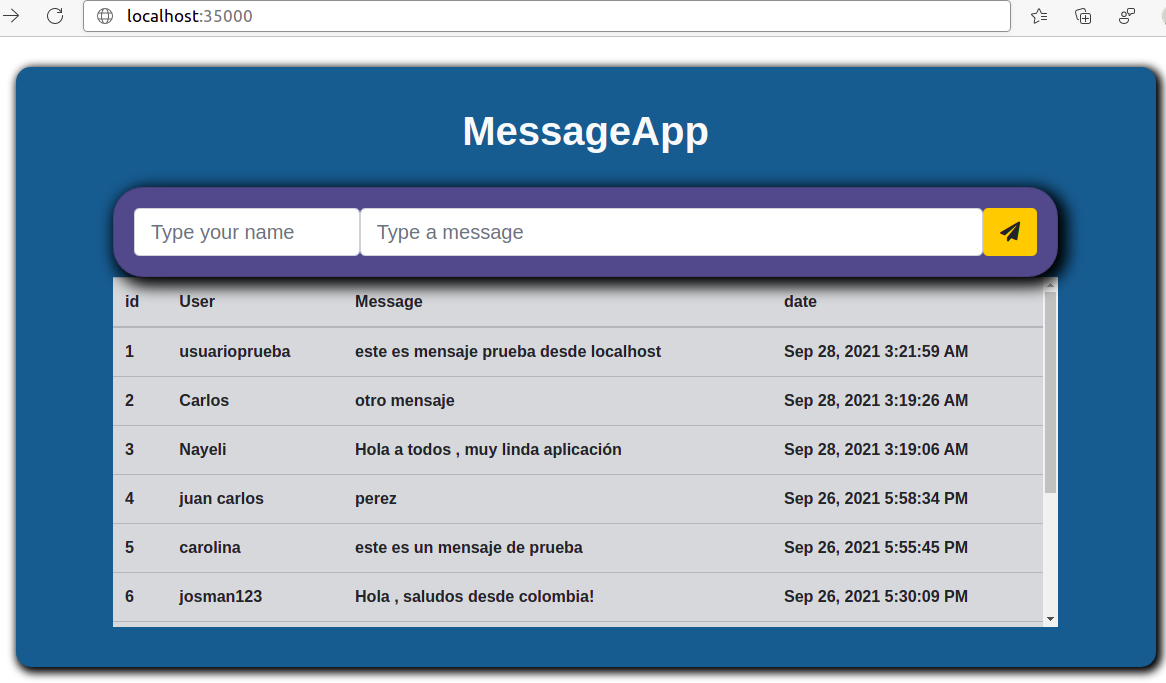 localhost:35000
MessageApp
Type your name Type a message
id User Message date
1 usuarioprueba este es mensaje prueba desde localhost Sep 28, 2021 3:21:59 AM
2 Carlos otro mensaje Sep 28, 2021 3:19:26 AM
3 Nayeli Hola a todos , muy linda aplicación Sep 28, 2021 3:19:06 AM
4 juan carlos perez Sep 26, 2021 5:58:34 PM
5 carolina este es un mensaje de prueba Sep 26, 2021 5:55:45 PM
6 josman123 Hola , saludos desde colombia! Sep 26, 2021 5:30:09 PM